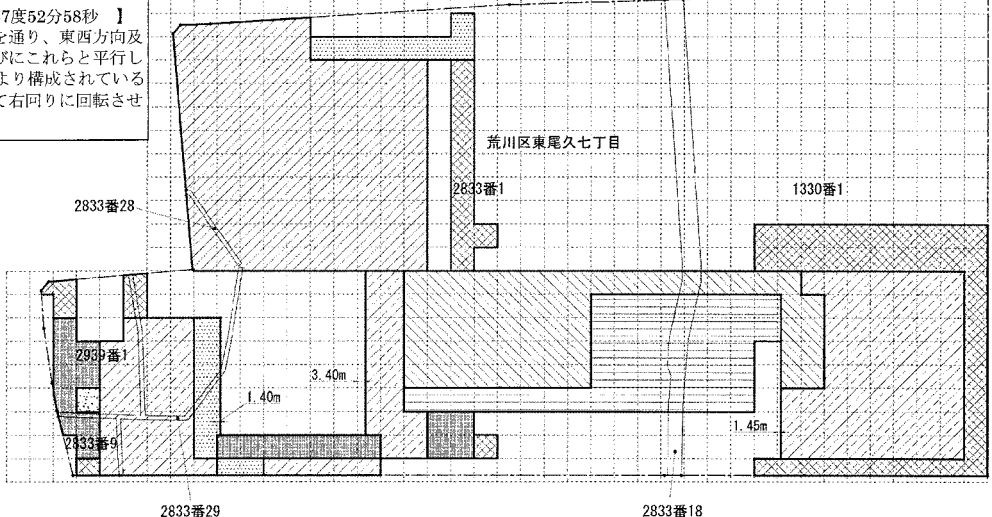 7度52分58秒 】
を通り、東西方向及
びにこれらと平行し
より構成されている
て右回りに回転させ
荒川区東尾久七丁目
2833番1
1330番1
2833番28
2939番1
3.40m
1.40m
1.45m
2833番9
2833番29
2833番18